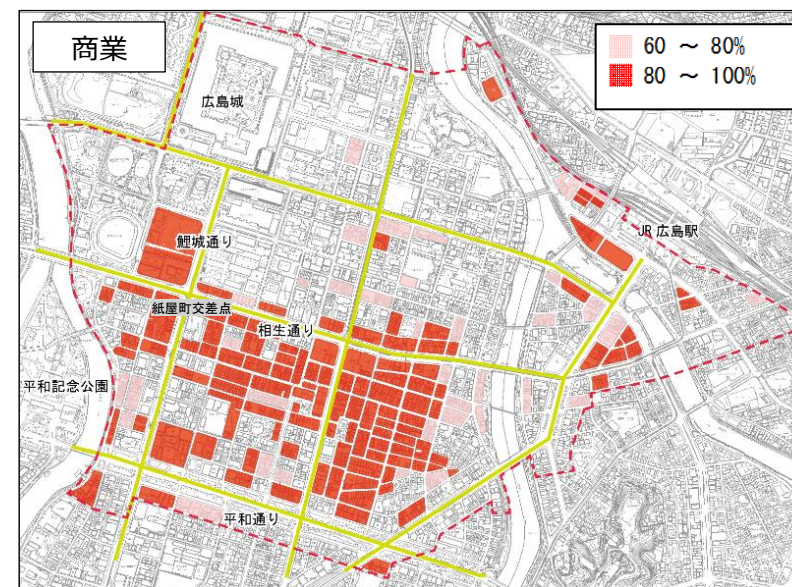 商業
60 ～ 80%
80 ～ 100%
広島城
JR 広島駅
鯉城通り
紙屋町交差点
相生通り
平和記念公園
平和通り